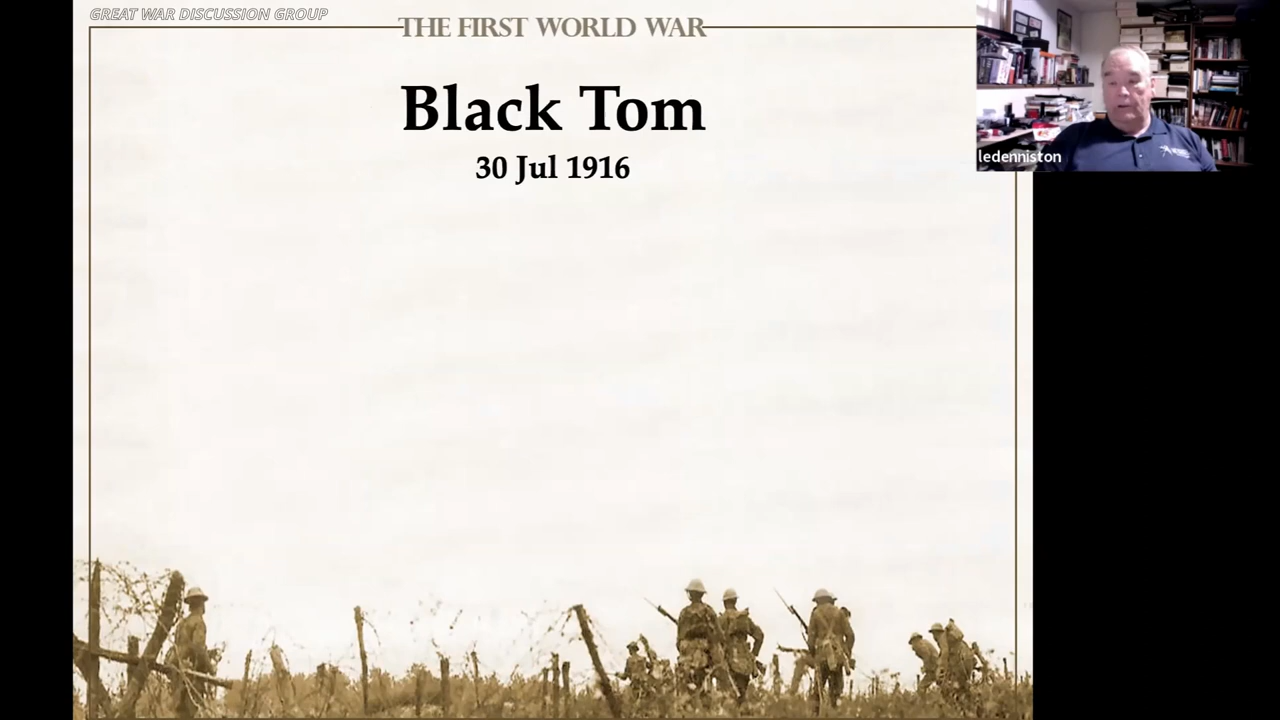 GREAT WAR DISCUSSION GROUP
THE FIRST WORLD WAR
Black Tom
30 Jul 1916
ledenniston